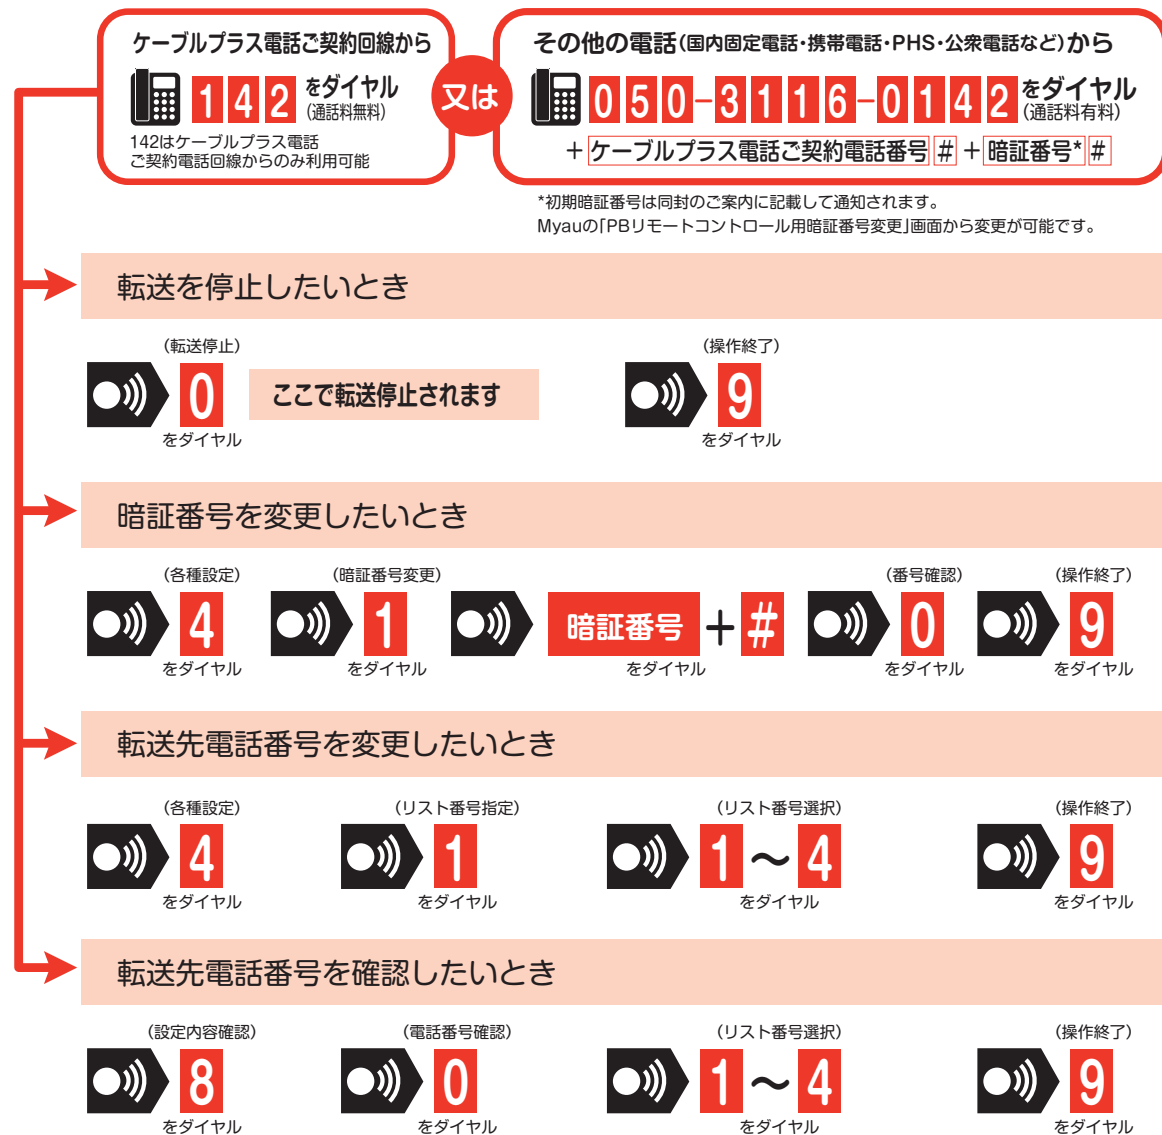 ケーブルプラス電話ご契約回線から
142をダイヤル
(通話料無料)
142はケーブルプラス電話
ご契約電話回線からのみ利用可能
又は
その他の電話(国内固定電話・携帯電話・PHS・公衆電話など)から
050-3116-0142をダイヤル
(通話料有料)
+ケーブルプラス電話ご契約電話番号#+暗証番号*#
*初期暗証番号は同封のご案内に記載して通知されます。
Myauの「PBリモートコントロール用暗証番号変更」画面から変更が可能です。
転送を停止したいとき
(転送停止) (操作終了)
0 ここで転送停止されます 9
をダイヤル をダイヤル
暗証番号を変更したいとき
(各種設定) (暗証番号変更) (番号確認) (操作終了)
4 1 暗証番号+# 0 9
をダイヤル をダイヤル をダイヤル をダイヤル をダイヤル
転送先電話番号を変更したいとき
(各種設定) (リスト番号指定) (リスト番号選択) (操作終了)
4 1 1〜4 9
をダイヤル をダイヤル をダイヤル をダイヤル
転送先電話番号を確認したいとき
(設定内容確認) (電話番号確認) (リスト番号選択) (操作終了)
8 0 1〜4 9
をダイヤル をダイヤル をダイヤル をダイヤル